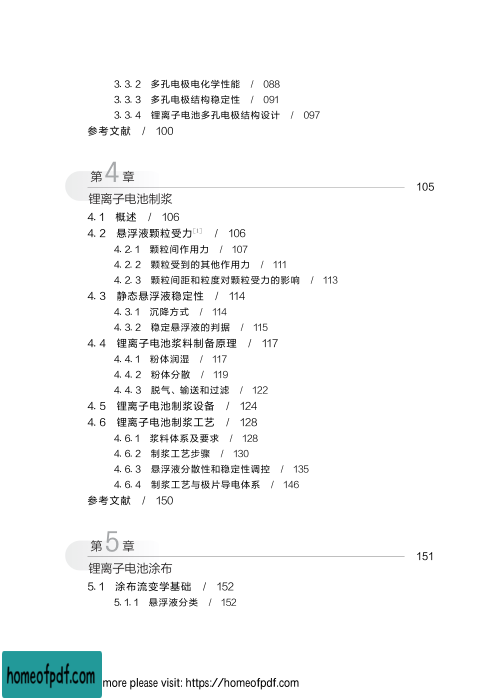 3.3.2 多孔电极电化学性能 / 088
3.3.3 多孔电极结构稳定性 / 091
3.3.4 锂离子电池多孔电极结构设计 / 097
参考文献 / 100
第4章
105
锂离子电池制浆
4.1 概述 / 106
4.2 悬浮液颗粒受力[1] / 106
4.2.1 颗粒间作用力 / 107
4.2.2 颗粒受到的其他作用力 / 111
4.2.3 颗粒间距和粒度对颗粒受力的影响 / 113
4.3 静态悬浮液稳定性 / 114
4.3.1 沉降方式 / 114
4.3.2 稳定悬浮液的判据 / 115
4.4 锂离子电池浆料制备原理 / 117
4.4.1 粉体润湿 / 117
4.4.2 粉体分散 / 119
4.4.3 脱气、输送和过滤 / 122
4.5 锂离子电池制浆设备 / 124
4.6 锂离子电池制浆工艺 / 128
4.6.1 浆料体系及要求 / 128
4.6.2 制浆工艺步骤 / 130
4.6.3 悬浮液分散性和稳定性调控 / 135
4.6.4 制浆工艺与极片导电体系 / 146
参考文献 / 150
第5章
151
锂离子电池涂布
5.1 涂布流变学基础 / 152
5.1.1 悬浮液分类 / 152
homeofpdf.com
more please visit: https://homeofpdf.com